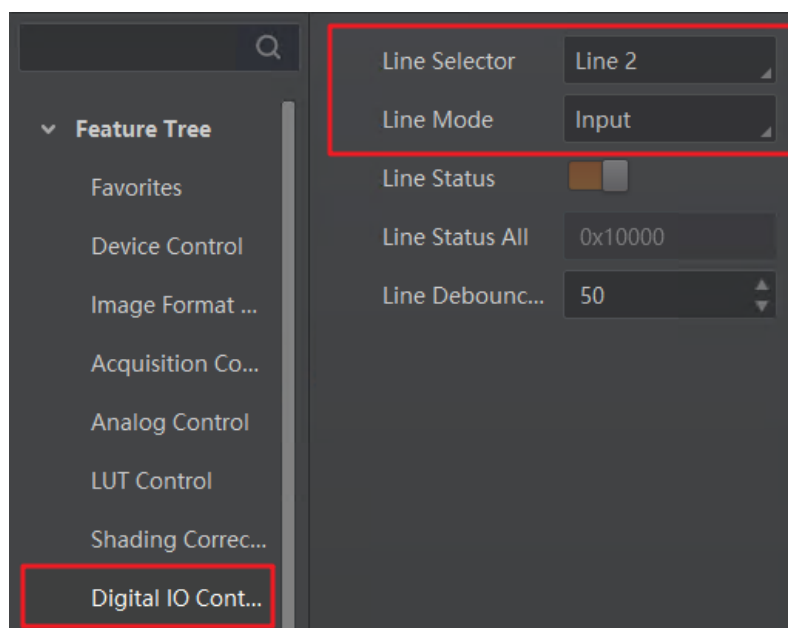 Feature Tree
Favorites
Device Control
Image Format ...
Acquisition Co...
Analog Control
LUT Control
Shading Correc...
Digital IO Cont...
Line Selector Line 2
Line Mode Input
Line Status
Line Status All 0x10000
Line Debounc... 50